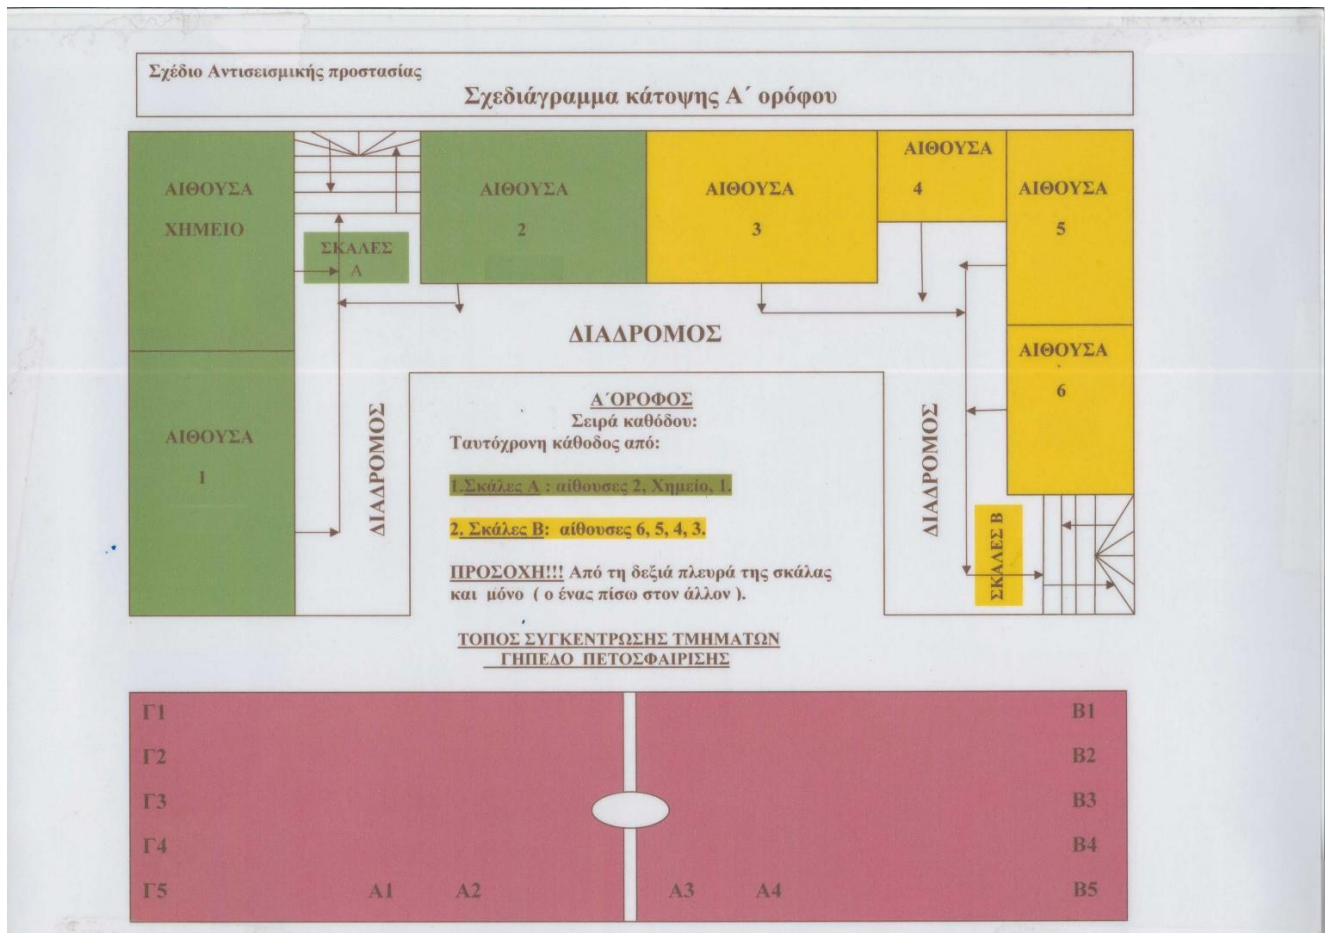 Σχέδιο Αντισεισμικής προστασίας
Σχεδιάγραμμα κάτοψης Α΄ ορόφου
ΑΙΘΟΥΣΑ
ΧΗΜΕΙΟ
ΣΚΑΛΕΣ
Α
ΑΙΘΟΥΣΑ
2
ΑΙΘΟΥΣΑ
3
ΑΙΘΟΥΣΑ
4
ΑΙΘΟΥΣΑ
5
ΔΙΑΔΡΟΜΟΣ
ΑΙΘΟΥΣΑ
6
ΑΙΘΟΥΣΑ
1
ΔΙΑΔΡΟΜΟΣ
Α΄ΟΡΟΦΟΣ
Σειρά καθόδου:
Ταυτόχρονη κάθοδος από:
1.Σκάλες Α : αίθουσες 2, Χημείο, 1.
2. Σκάλες Β: αίθουσες 6, 5, 4, 3.
ΠΡΟΣΟΧΗ!!! Από τη δεξιά πλευρά της σκάλας
και μόνο ( ο ένας πίσω στον άλλον ).
ΔΙΑΔΡΟΜΟΣ
ΣΚΑΛΕΣ Β
ΤΟΠΟΣ ΣΥΓΚΕΝΤΡΩΣΗΣ ΤΜΗΜΑΤΩΝ
ΓΗΠΕΔΟ ΠΕΤΟΣΦΑΙΡΙΣΗΣ
Γ1 Β1
Γ2 Β2
Γ3 Β3
Γ4 Β4
Γ5 Α1 Α2 Α3 Α4 Β5